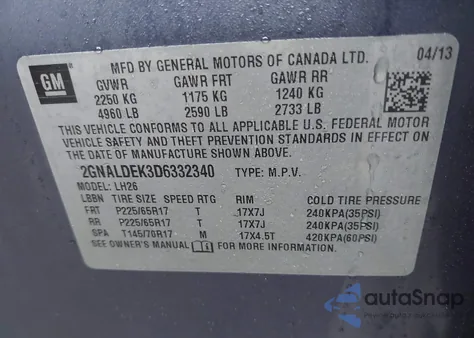 GM
MFD BY GENERAL MOTORS OF CANADA LTD.
04/13
GVWR GAWR FRT GAWR RR
2250 KG 1175 KG 1240 KG
4960 LB 2590 LB 2733 LB
THIS VEHICLE CONFORMS TO ALL APPLICABLE U.S. FEDERAL MOTOR
VEHICLE SAFETY AND THEFT PREVENTION STANDARDS IN EFFECT ON
THE DATE OF MANUFACTURE SHOWN ABOVE.
2GNALDEK3D6332340 TYPE: M.P.V.
MODEL: LH26
LBBN TIRE SIZE SPEED RTG RIM COLD TIRE PRESSURE
FRT P225/65R17 T 17X7J 240KPA(35PSI)
RR P225/65R17 T 17X7J 240KPA(35PSI)
SPA T145/70R17 M 17X4.5T 420KPA(60PSI)
SEE OWNER'S MANUAL FOR MORE INFORMATION.
autoSnap